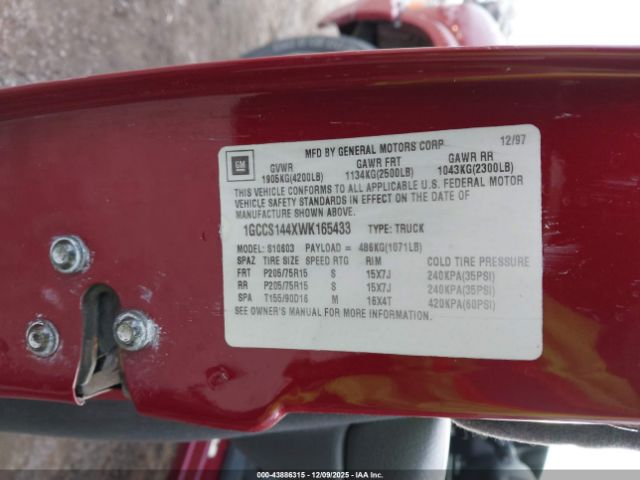 MFD BY GENERAL MOTORS CORP 12/97
GM
GVWR GAWR FRT GAWR RR
1905KG(4200LB) 1134KG(2500LB) 1043KG(2300LB)
THIS VEHICLE CONFORMS TO ALL APPLICABLE U.S. FEDERAL MOTOR
VEHICLE SAFETY STANDARDS IN EFFECT ON THE DATE OF
MANUFACTURE SHOWN ABOVE.
1GCCS144XWK165433 TYPE: TRUCK
MODEL: S10603 PAYLOAD = 486KG(1071LB)
SPAZ TIRE SIZE SPEED RTG RIM COLD TIRE PRESSURE
FRT P205/75R15 S 15X7J 240KPA(35PSI)
RR P205/75R15 S 15X7J 240KPA(35PSI)
SPA T155/90D16 M 16X4T 420KPA(60PSI)
SEE OWNER'S MANUAL FOR MORE INFORMATION.
000-43886315 - 12/09/2025 - IAAI.COM